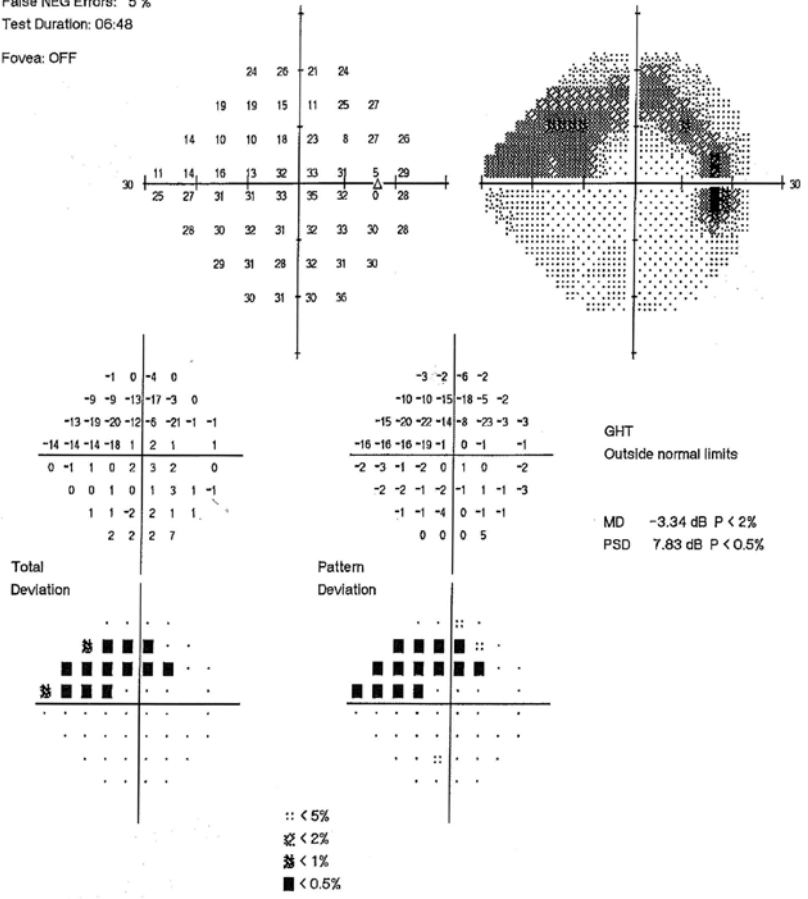 False NEG Errors: 5 %
Test Duration: 06:48
Fovea: OFF
24 26 21 24
19 19 15 11 25 27
14 10 10 18 23 8 27 26
11 14 16 13 32 33 31 5 29
30 30
25 27 31 31 33 35 32 0 28
28 30 32 31 32 33 30 28
29 31 28 32 31 30
30 31 30 36
-1 0 -4 0
-9 -9 -13 -17 -3 0
-13 -19 -20 -12 -6 -21 -1 -1
-14 -14 -14 -18 1 2 1 1
0 -1 1 0 2 3 2 0
0 0 1 0 1 3 1 -1
1 1 -2 2 1 1
2 2 2 7
-3 -2 -6 -2
-10 -10 -15 -18 -5 -2
-15 -20 -22 -14 -8 -23 -3 -3
-16 -16 -16 -19 -1 0 -1 -1
-2 -3 -1 -2 0 1 0 -2
-2 -2 -1 -2 -1 1 -1 -3
-1 -1 -4 0 -1 -1
0 0 0 5
GHT
Outside normal limits
MD -3.34 dB P < 2%
PSD 7.83 dB P < 0.5%
Total
Deviation
Pattern
Deviation
< 5%
< 2%
< 1%
< 0.5%